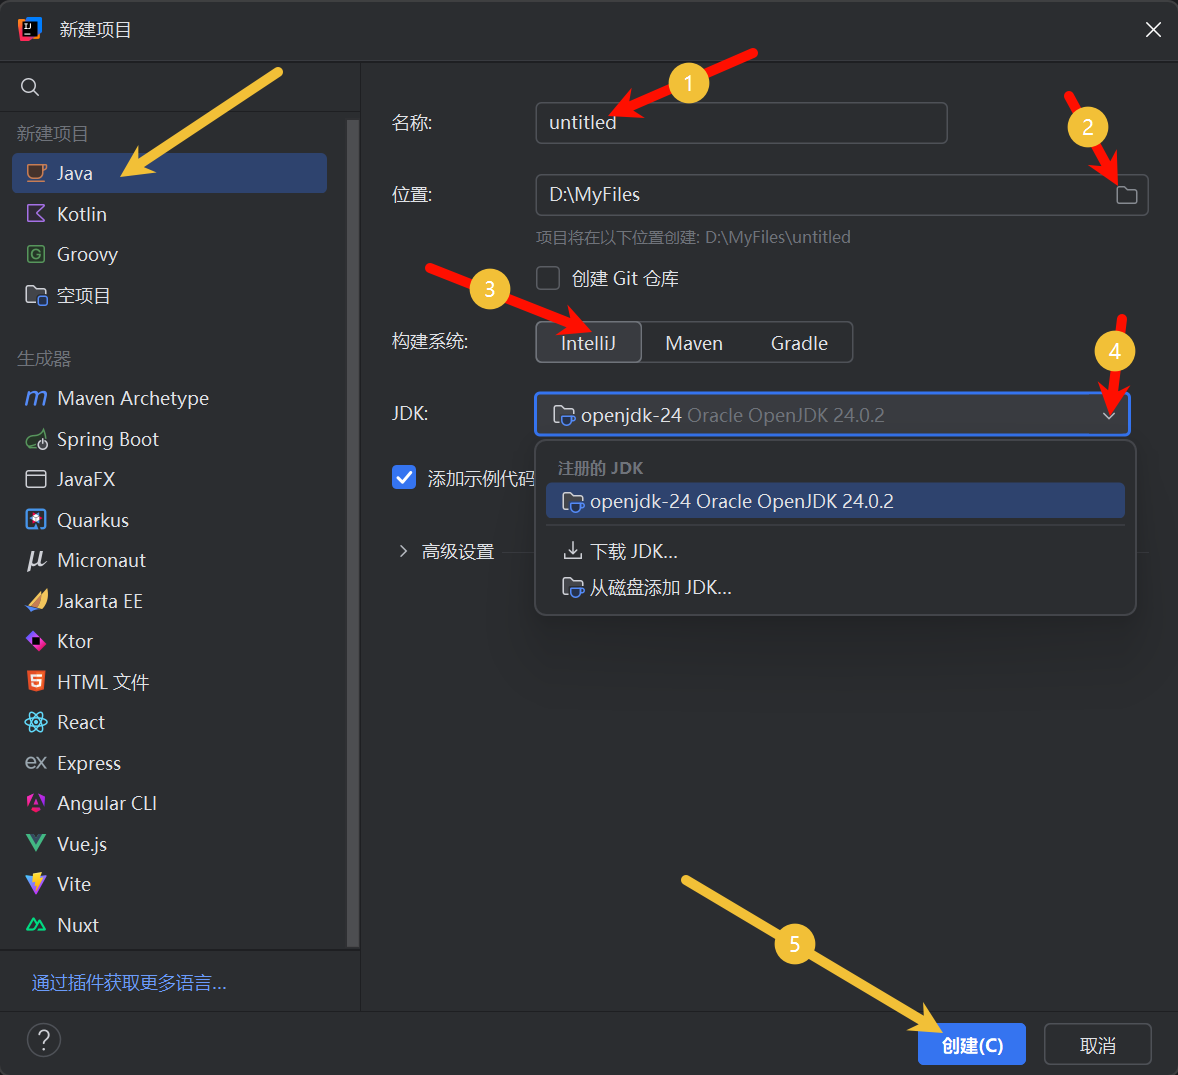 新建项目
新建项目
Java
Kotlin
Groovy
空项目
生成器
Maven Archetype
Spring Boot
JavaFX
Quarkus
Micronaut
Jakarta EE
Ktor
HTML 文件
React
Express
Angular CLI
Vue.js
Vite
Nuxt
通过插件获取更多语言...
?
名称:
untitled
1
位置:
D:\MyFiles
2
项目将在以下位置创建: D:\MyFiles\untitled
创建 Git 仓库
3
构建系统:
IntelliJ
Maven
Gradle
4
JDK:
openjdk-24 Oracle OpenJDK 24.0.2
注册的 JDK
openjdk-24 Oracle OpenJDK 24.0.2
下载 JDK...
从磁盘添加 JDK...
添加示例代码
高级设置
5
创建(C)
取消